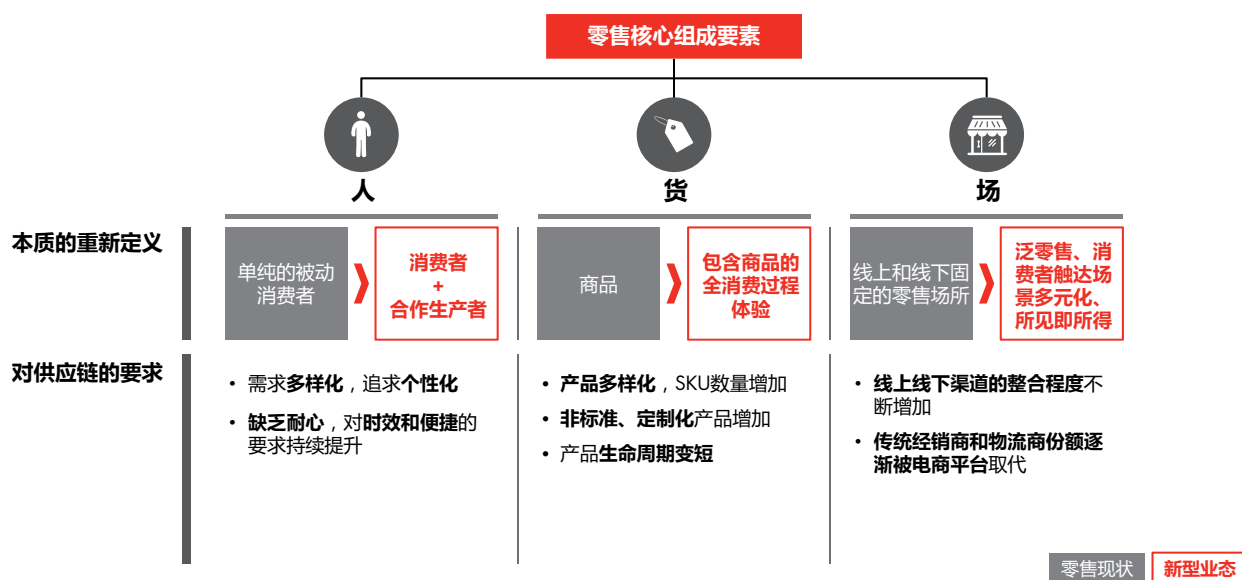 零售核心组成要素
人
货
场
本质的重新定义
单纯的被动
消费者
消费者
+
合作生产者
商品
包含商品的
全消费过程
体验
线上和线下固
定的零售场所
泛零售、消
费者触达场
景多元化、
所见即所得
对供应链的要求
• 需求多样化，追求个性化
• 缺乏耐心，对时效和便捷的
要求持续提升
• 产品多样化，SKU数量增加
• 非标准、定制化产品增加
• 产品生命周期变短
• 线上线下渠道的整合程度不
断增加
• 传统经销商和物流商份额逐
渐被电商平台取代
零售现状
新型业态